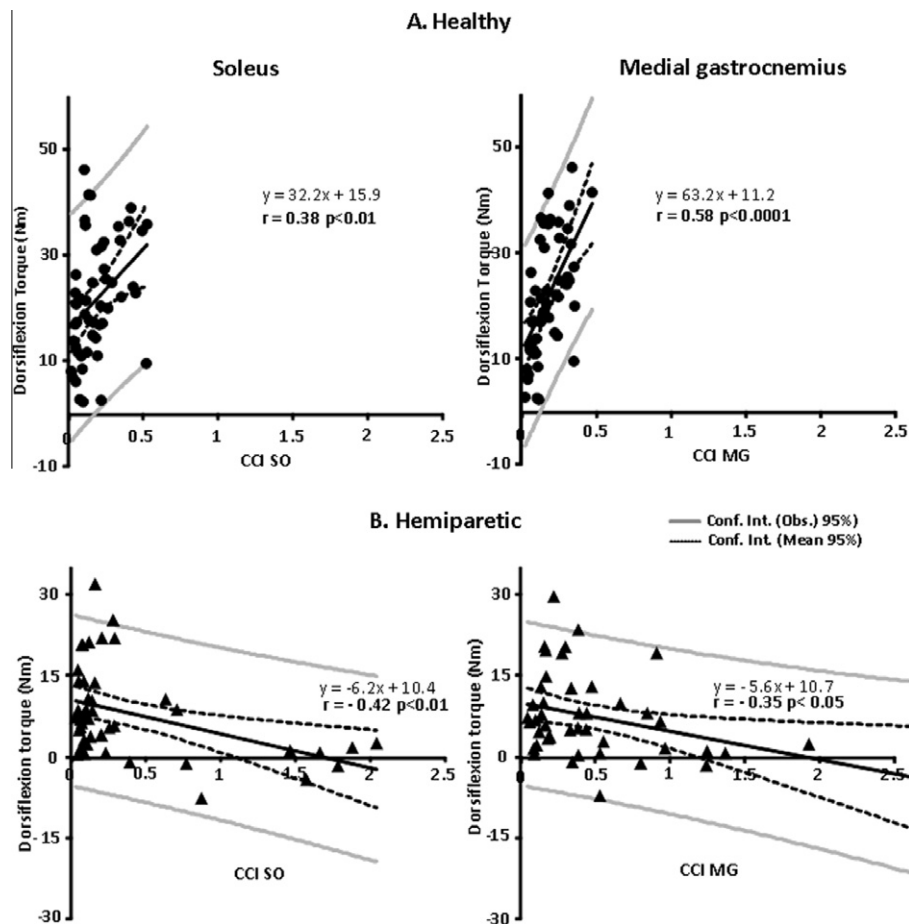 A. Healthy
Soleus
Medial gastrocnemius
Dorsiflexion Torque (Nm)
50
30
10
-10
0
0.5
1
1.5
2
2.5
CCI SO
y = 32.2x + 15.9
r = 0.38 p<0.01
Dorsiflexion Torque (Nm)
50
30
10
-10
0
0.5
1
1.5
2
2.5
CCI MG
y = 63.2x + 11.2
r = 0.58 p<0.0001
B. Hemiparetic
Conf. Int. (Obs.) 95%)
Conf. Int. (Mean 95%)
Dorsiflexion torque (Nm)
30
15
0
-15
-30
0
0.5
1
1.5
2
2.5
CCI SO
y = -6.2x + 10.4
r = - 0.42 p<0.01
Dorsiflexion torque (Nm)
30
15
0
-15
-30
0
0.5
1
1.5
2
2.5
CCI MG
y = - 5.6x + 10.7
r = - 0.35 p< 0.05